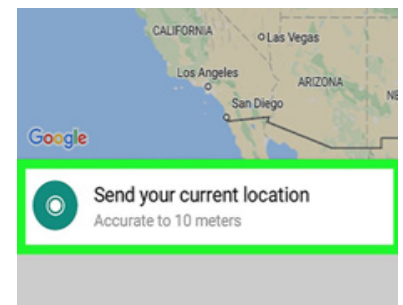 CALIFORNIA
Las Vegas
Los Angeles
ARIZONA
San Diego
Google
Send your current location
Accurate to 10 meters